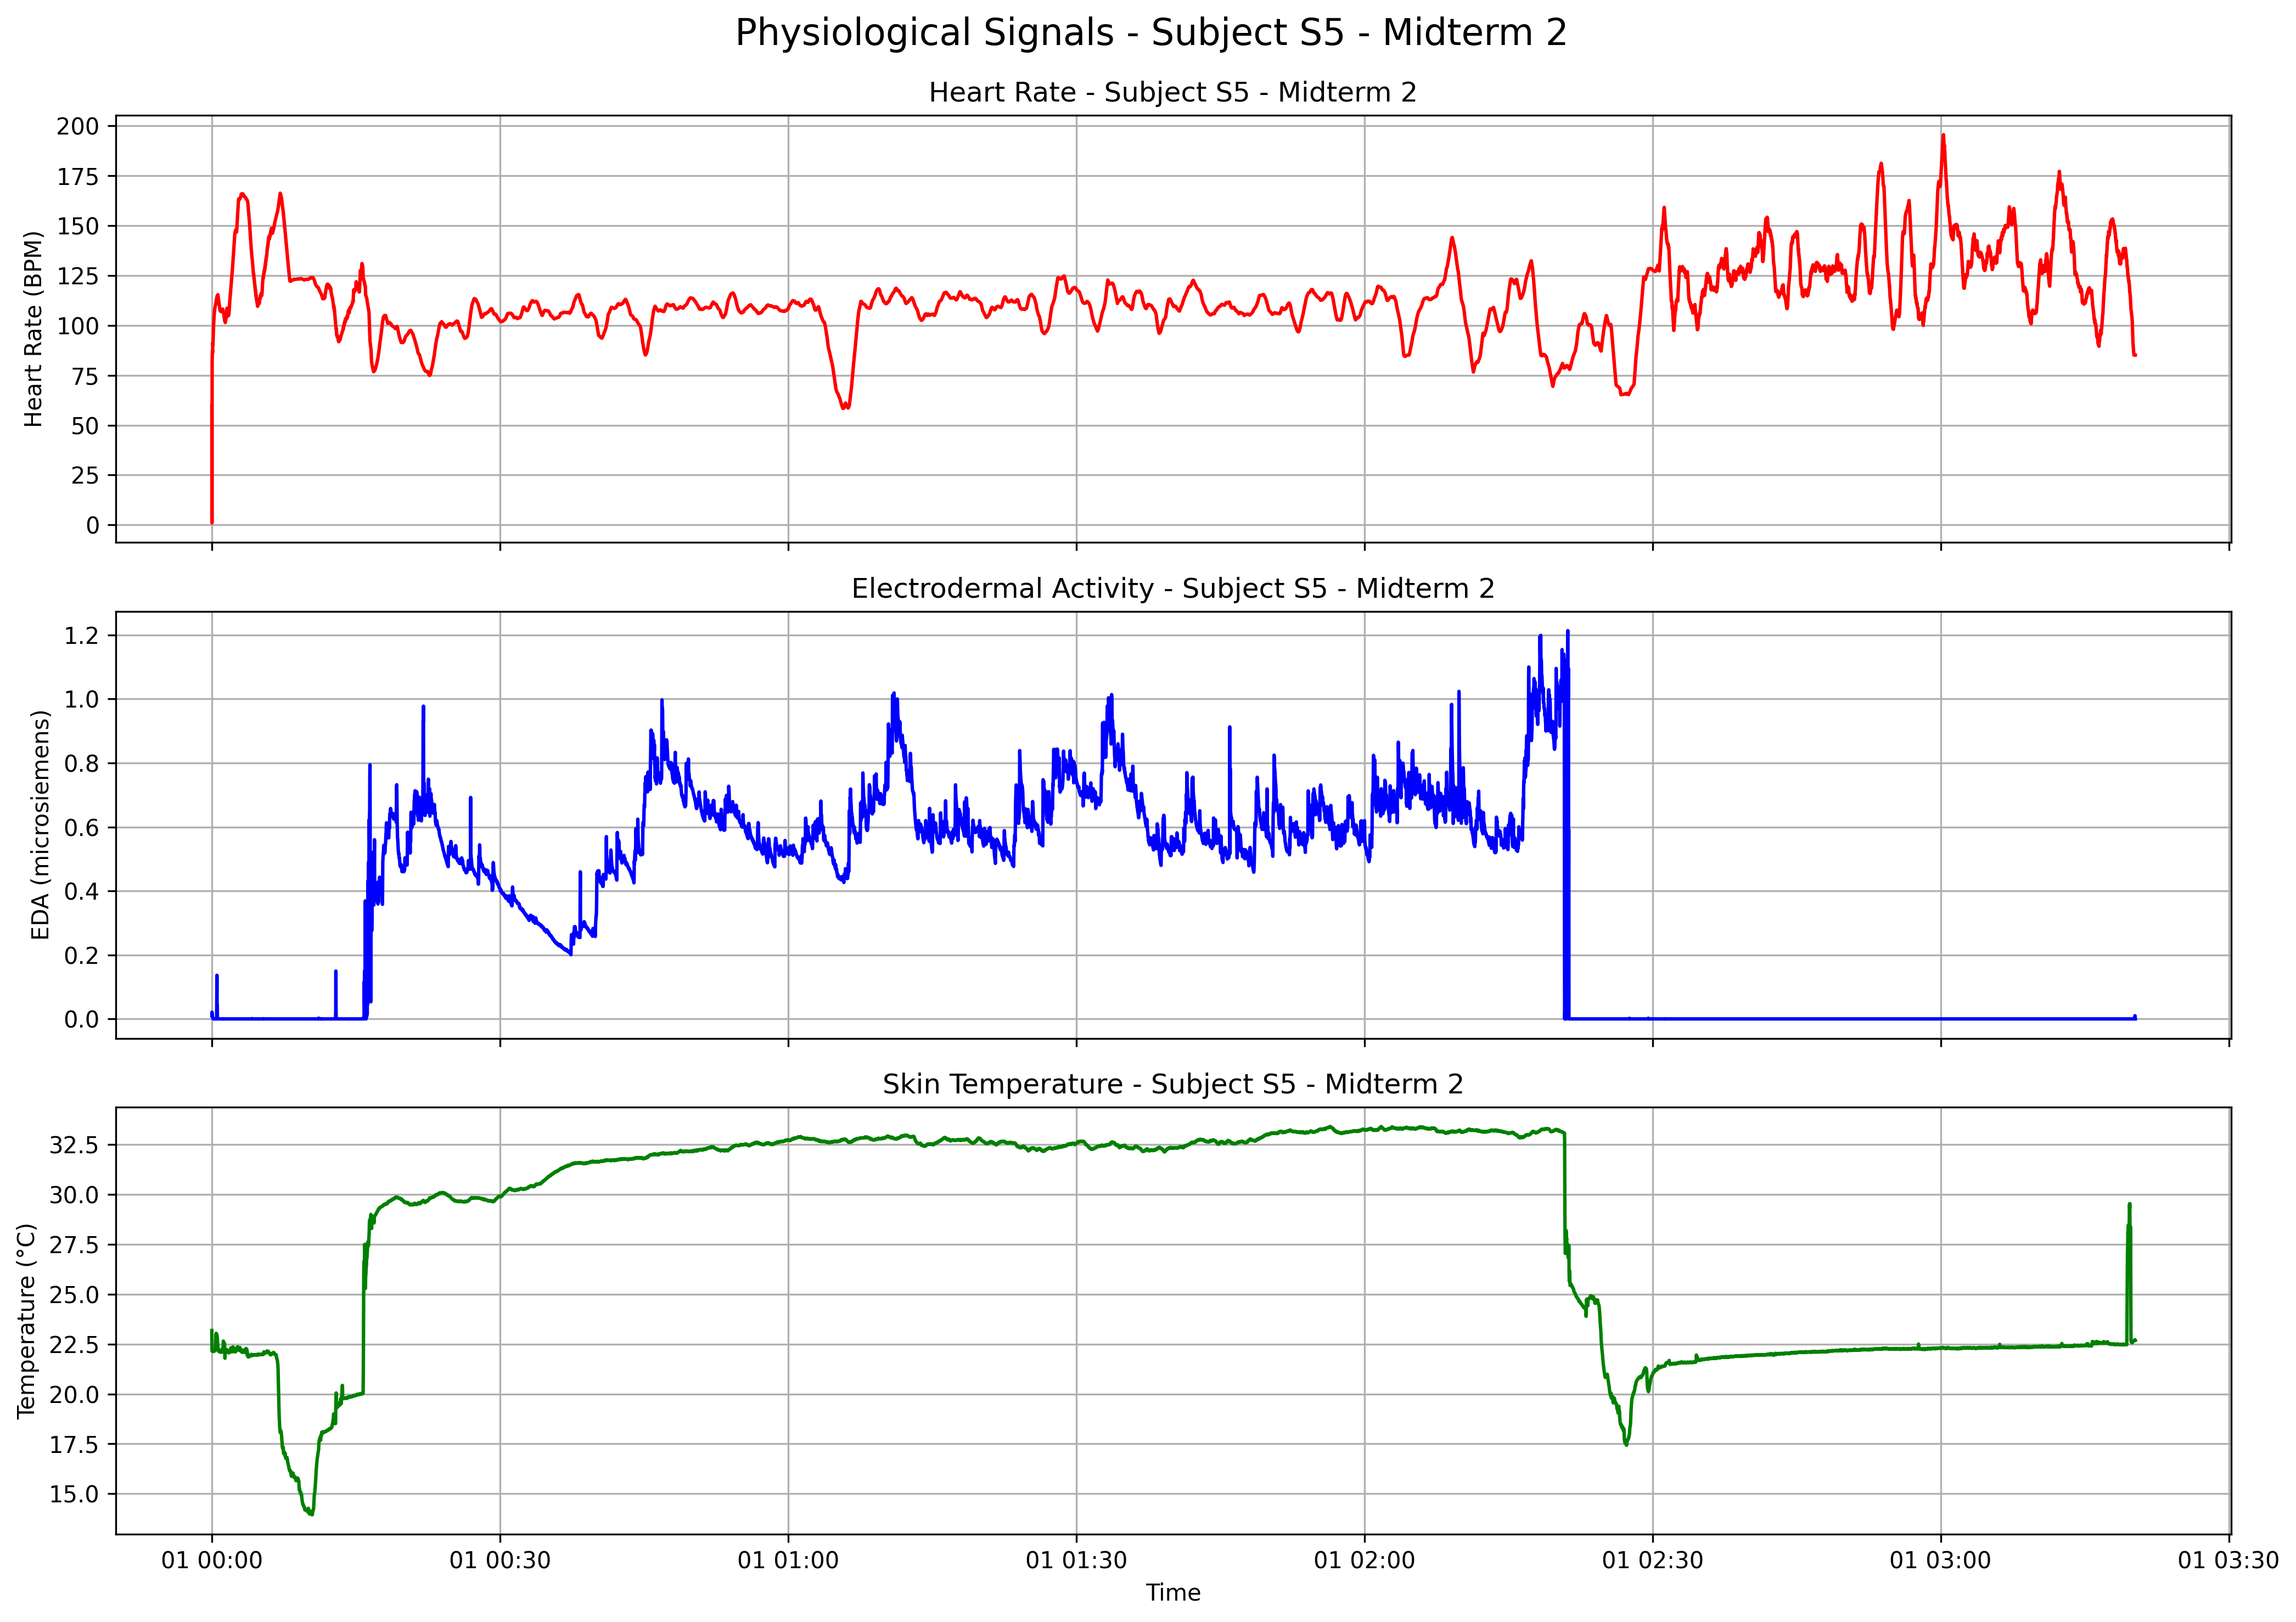 Physiological Signals - Subject S5 - Midterm 2
Heart Rate - Subject S5 - Midterm 2
Heart Rate (BPM)
200
175
150
125
100
75
50
25
0
Electrodermal Activity - Subject S5 - Midterm 2
EDA (microsiemens)
1.2
1.0
0.8
0.6
0.4
0.2
0.0
Skin Temperature - Subject S5 - Midterm 2
Temperature (°C)
32.5
30.0
27.5
25.0
22.5
20.0
17.5
15.0
01 00:00 01 00:30 01 01:00 01 01:30 01 02:00 01 02:30 01 03:00 01 03:30
Time